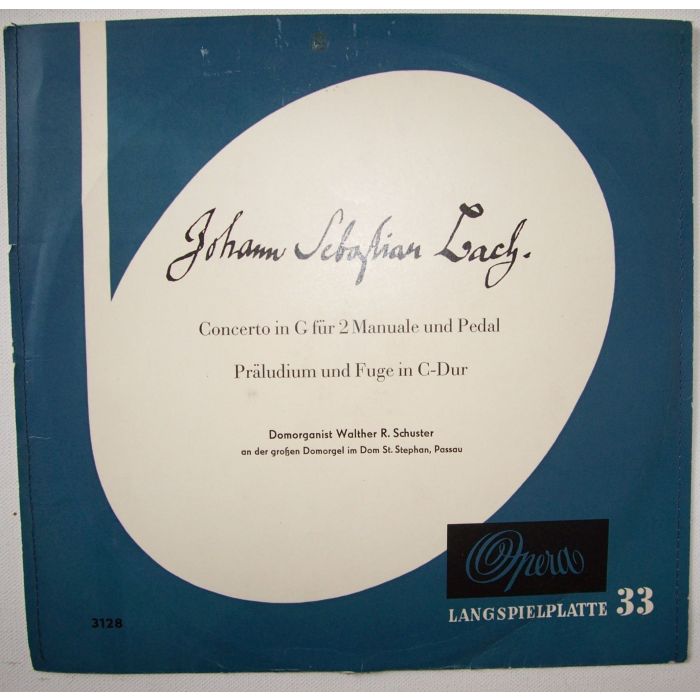 Johann Sebastian Bach.
Concerto in G für 2 Manuale und Pedal
Präludium und Fuge in C-Dur
Domorganist Walther R. Schuster
an der großen Domorgel im Dom St. Stephan, Passau
Opera
LANGSPIELPLATTE 33
3128